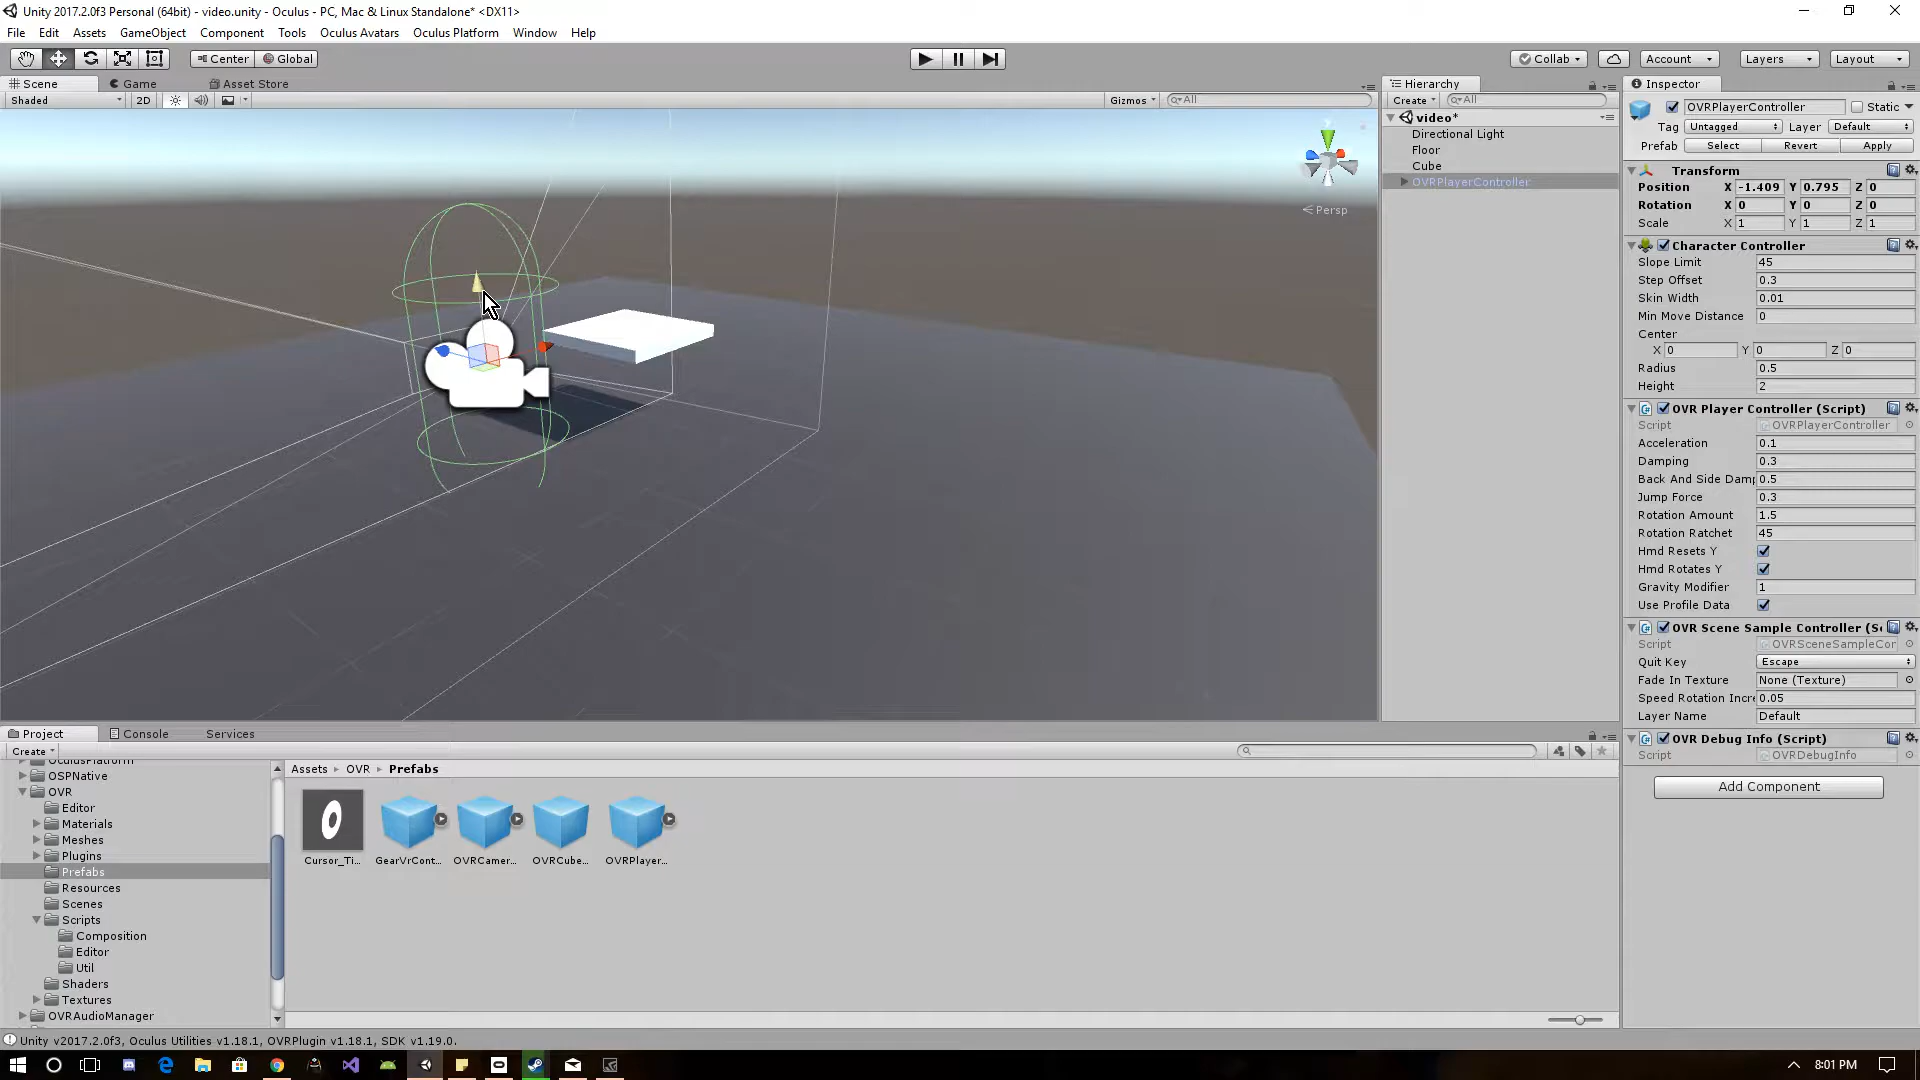 Unity 2017.2.0f3 Personal (64bit) - video.unity - Oculus - PC, Mac & Linux Standalone* <DX11>
File Edit Assets GameObject Component Tools Oculus Avatars Oculus Platform Window Help
Center Global Collab Account Layers Layout
Scene Game Asset Store
Shaded 2D Gizmos All
Persp
Hierarchy
Create All
video*
Directional Light
Floor
Cube
OVRPlayerController
Inspector
OVRPlayerController Static
Tag Untagged Layer Default
Prefab Select Revert Apply
Transform
Position X -1.409 Y 0.795 Z 0
Rotation X 0 Y 0 Z 0
Scale X 1 Y 1 Z 1
Character Controller
Slope Limit 45
Step Offset 0.3
Skin Width 0.01
Min Move Distance 0
Center
X 0 Y 0 Z 0
Radius 0.5
Height 2
OVR Player Controller (Script)
Script OVRPlayerController
Acceleration 0.1
Damping 0.3
Back And Side Damp 0.5
Jump Force 0.3
Rotation Amount 1.5
Rotation Ratchet 45
Hmd Resets Y
Hmd Rotates Y
Gravity Modifier 1
Use Profile Data
OVR Scene Sample Controller (S
Script OVRSceneSampleCor
Quit Key Escape
Fade In Texture None (Texture)
Speed Rotation Incre 0.05
Layer Name Default
OVR Debug Info (Script)
Script OVRDebugInfo
Add Component
Project Console Services
Create
OculusPlatform
OSPNative
OVR
Editor
Materials
Meshes
Plugins
Prefabs
Resources
Scenes
Scripts
Composition
Editor
Util
Shaders
Textures
OVRAudioManager
Assets OVR Prefabs
Cursor_Ti... GearVrCont... OVRCamer... OVRCube... OVRPlayer...
Unity v2017.2.0f3, Oculus Utilities v1.18.1, OVRPlugin v1.18.1, SDK v1.19.0.
8:01 PM